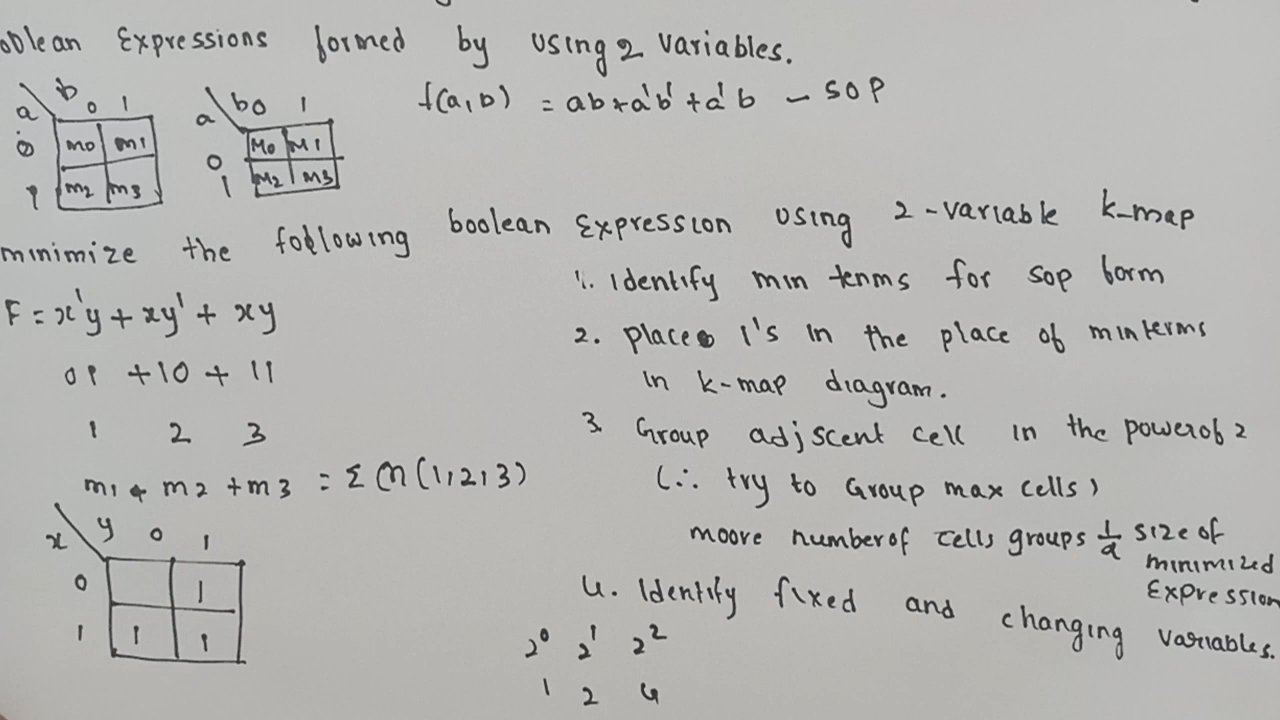 oolean Expressions formed by using 2 variables.
a b 0 1
0 m0 m1
1 m2 m3
a b 0 1
0 M0 M1
1 M2 M3
f(a,b) = ab+a'b'+a'b - SOP
minimize the following boolean Expression using 2-variable k-map
F = x'y + xy' + xy
01 + 10 + 11
1 2 3
m1 + m2 + m3 = Σm(1,2,3)
x y 0 1
0 1
1 1 1
1. Identify min terms for sop form
2. place 1's in the place of minterms
in k-map diagram.
3. Group adjscent cell in the power of 2
(∴ try to Group max cells)
moore number of cells groups 1/a size of
minimized
Expression
4. Identify fixed and changing variables.
2⁰ 2¹ 2²
1 2 4